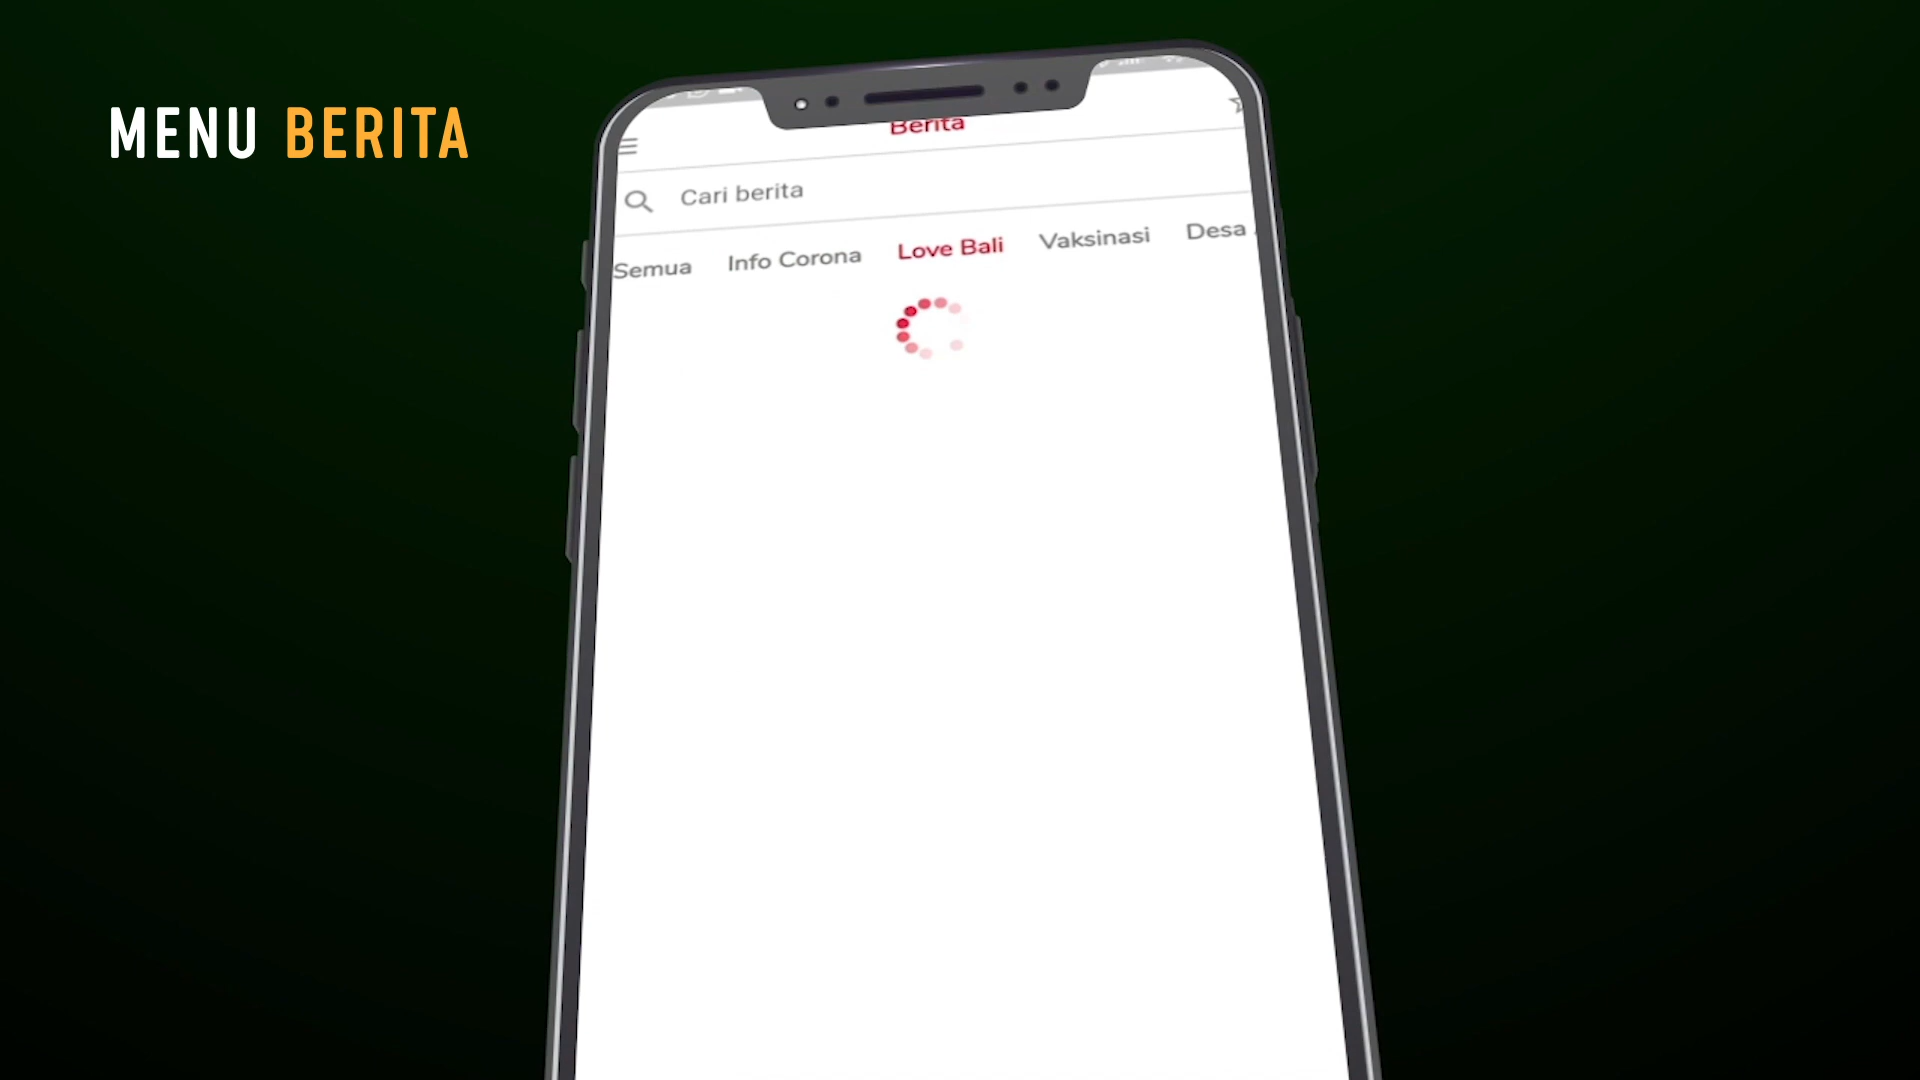 MENU BERITA
Berita
Cari berita
Semua Info Corona Love Bali Vaksinasi Desa